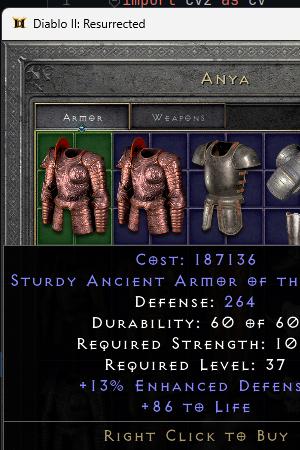 import cv2 as cv
Diablo II: Resurrected
Anya
Armor
Weapons
Cost: 187136
Sturdy Ancient Armor of th
Defense: 264
Durability: 60 of 60
Required Strength: 10
Required Level: 37
+13% Enhanced Defens
+86 to Life
Right Click to Buy